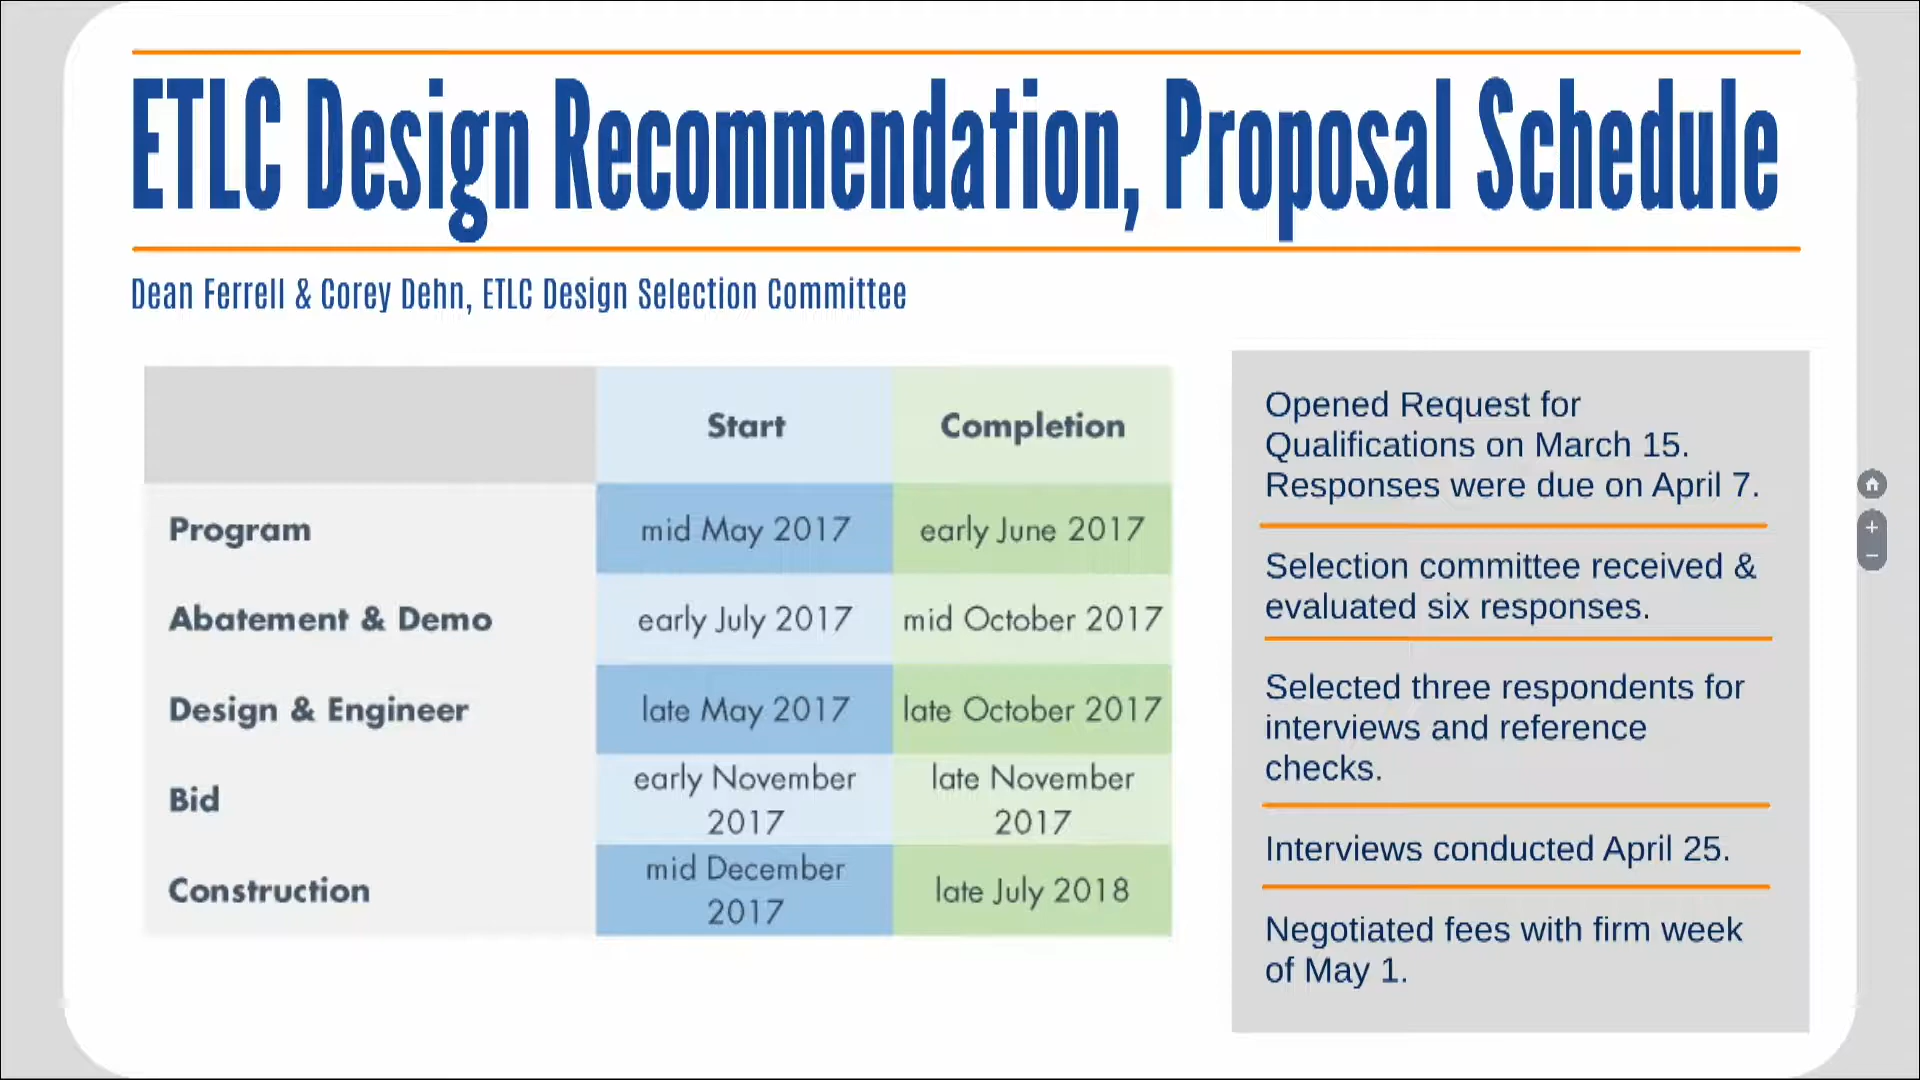 ETLC Design Recommendation, Proposal Schedule
Dean Ferrell & Corey Dehn, ETLC Design Selection Committee
Start Completion
Program mid May 2017 early June 2017
Abatement & Demo early July 2017 mid October 2017
Design & Engineer late May 2017 late October 2017
Bid early November 2017 late November 2017
Construction mid December 2017 late July 2018
Opened Request for
Qualifications on March 15.
Responses were due on April 7.
Selection committee received &
evaluated six responses.
Selected three respondents for
interviews and reference
checks.
Interviews conducted April 25.
Negotiated fees with firm week
of May 1.